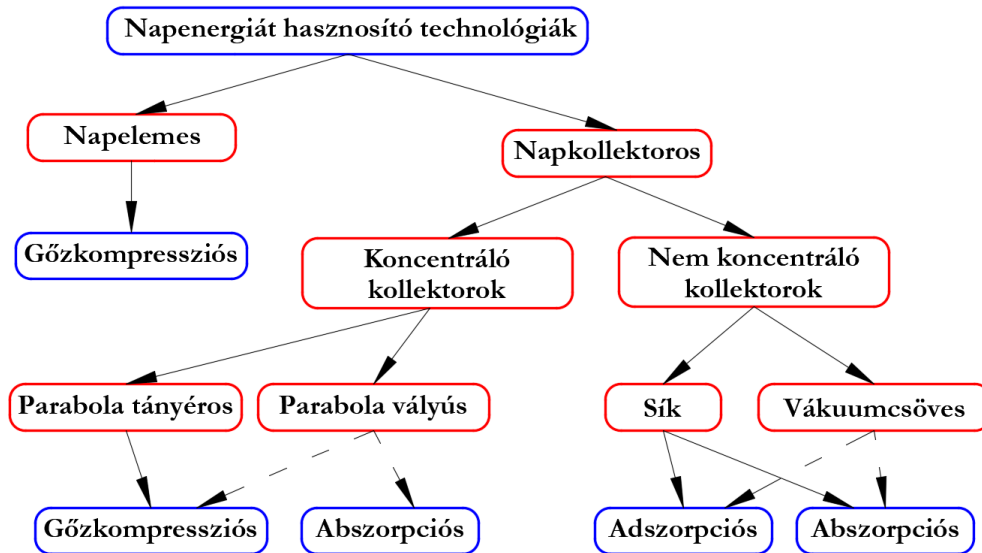 Napenergiát hasznosító technológiák
Napelemes
Napkollektoros
Gőzkompressziós
Koncentráló
kollektorok
Nem koncentráló
kollektorok
Parabola tányéros
Parabola vályús
Sík
Vákuumcsöves
Gőzkompressziós
Abszorpciós
Adszorpciós
Abszorpciós